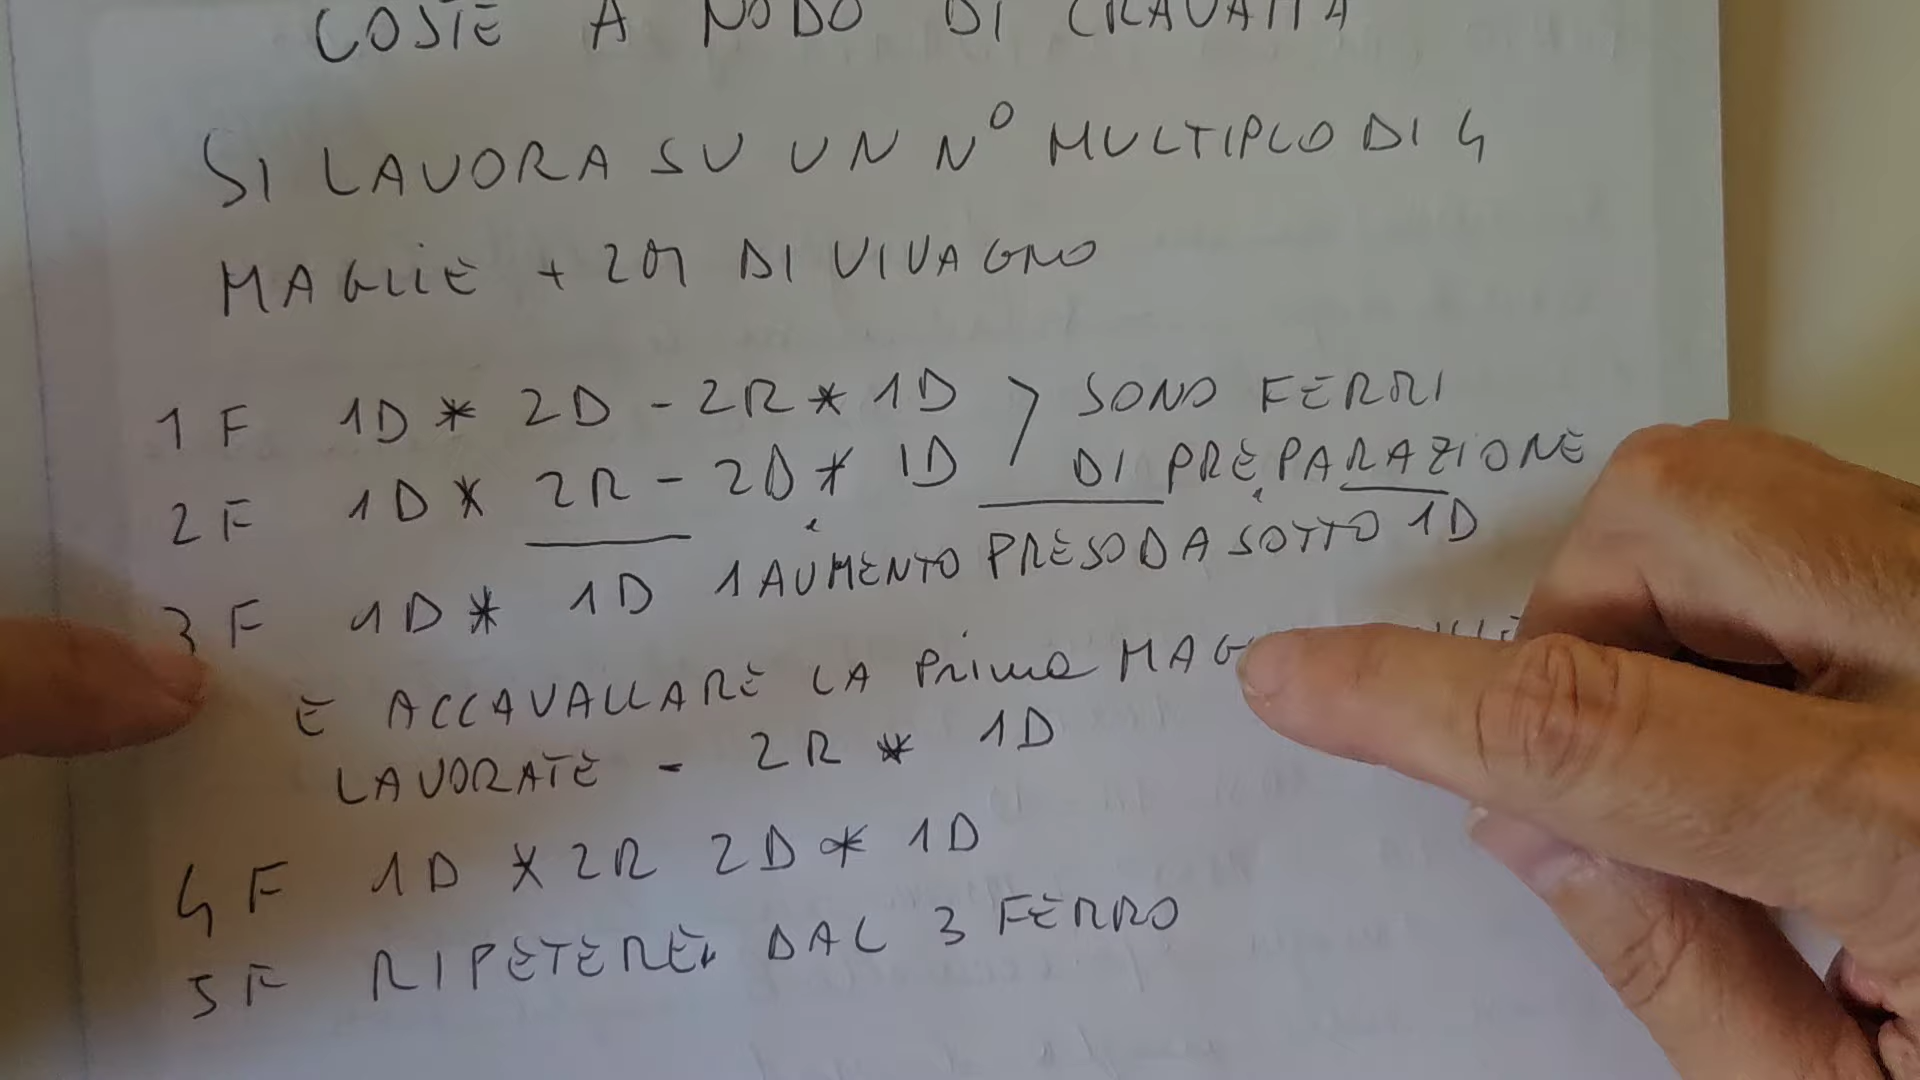 COSTE A NODO DI CRAVATTA
SI LAVORA SU UN N° MULTIPLO DI 4
MAGLIE + 2M DI VIVAGNO
1 F 1D * 2D - 2R * 1D > SONO FERRI
2 F 1D * 2R - 2D * 1D DI PREPARAZIONE
3 F 1D * 1D 1 AUMENTO PRESO DA SOTTO 1D
E ACCAVALLARE LA Prima
LAVORATE - 2R * 1D
4 F 1D * 2R 2D * 1D
5 F RIPETERE DAL 3 FERRO